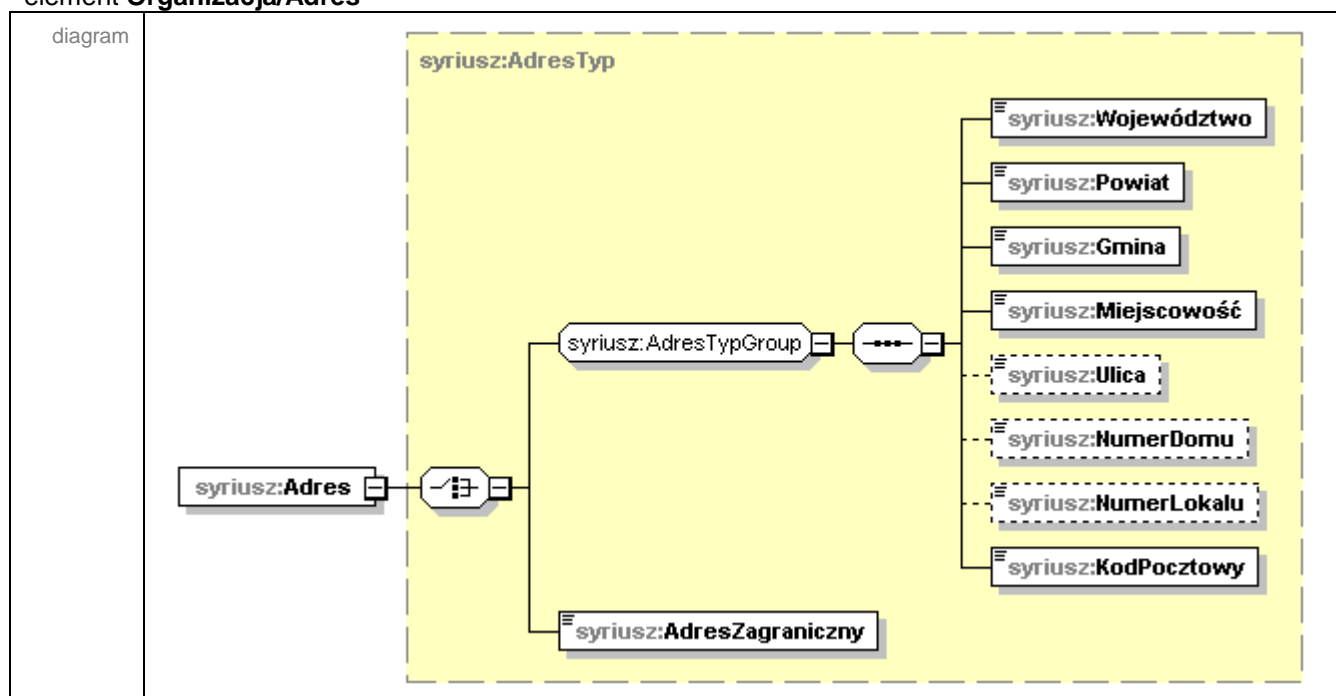 element Organizacja/Adres
diagram
syriusz:AdresTyp
syriusz:Województwo
syriusz:Powiat
syriusz:Gmina
syriusz:Miejscowość
syriusz:AdresTypGroup
syriusz:Ulica
syriusz:NumerDomu
syriusz:Adres
syriusz:NumerLokalu
syriusz:KodPocztowy
syriusz:AdresZagraniczny